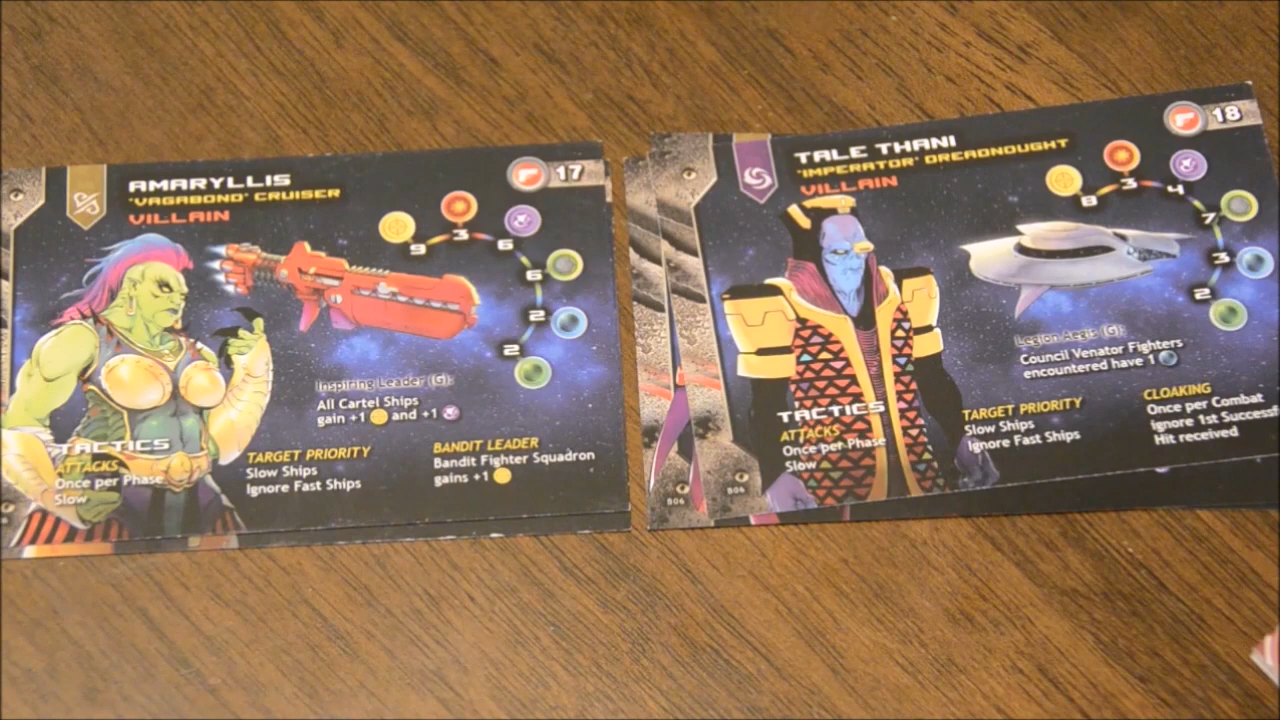 AMARYLLIS
'VAGABOND' CRUISER
VILLAIN
17
9
3
6
6
2
2
Inspiring Leader (G):
All Cartel Ships
gain +1 and +1
TACTICS
ATTACKS
Once per Phase
Slow
TARGET PRIORITY
Slow Ships
Ignore Fast Ships
BANDIT LEADER
Bandit Fighter Squadron
gains +1
TALE THANI
'IMPERATOR' DREADNOUGHT
VILLAIN
18
8
3
4
7
3
2
Legion Aegis (G):
Council Venator Fighters
encountered have 1
TACTICS
ATTACKS
Once per Phase
Slow
TARGET PRIORITY
Slow Ships
Ignore Fast Ships
CLOAKING
Once per Combat
ignore 1st
Hit received
806
806